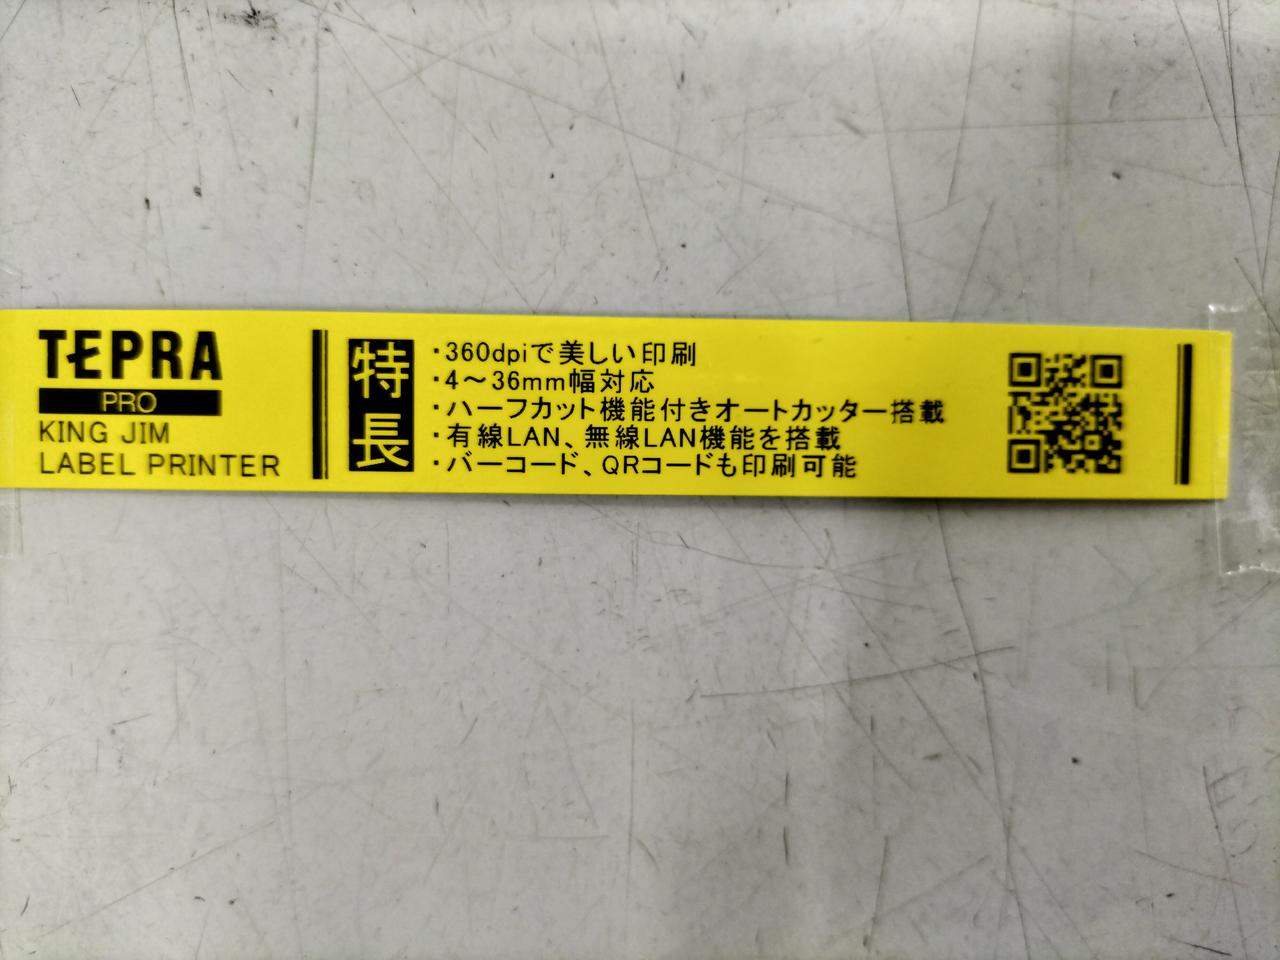 TEPRA
PRO
KING JIM
LABEL PRINTER
特長
・360dpiで美しい印刷
・4～36mm幅対応
・ハーフカット機能付きオートカッター搭載
・有線LAN、無線LAN機能を搭載
・バーコード、QRコードも印刷可能